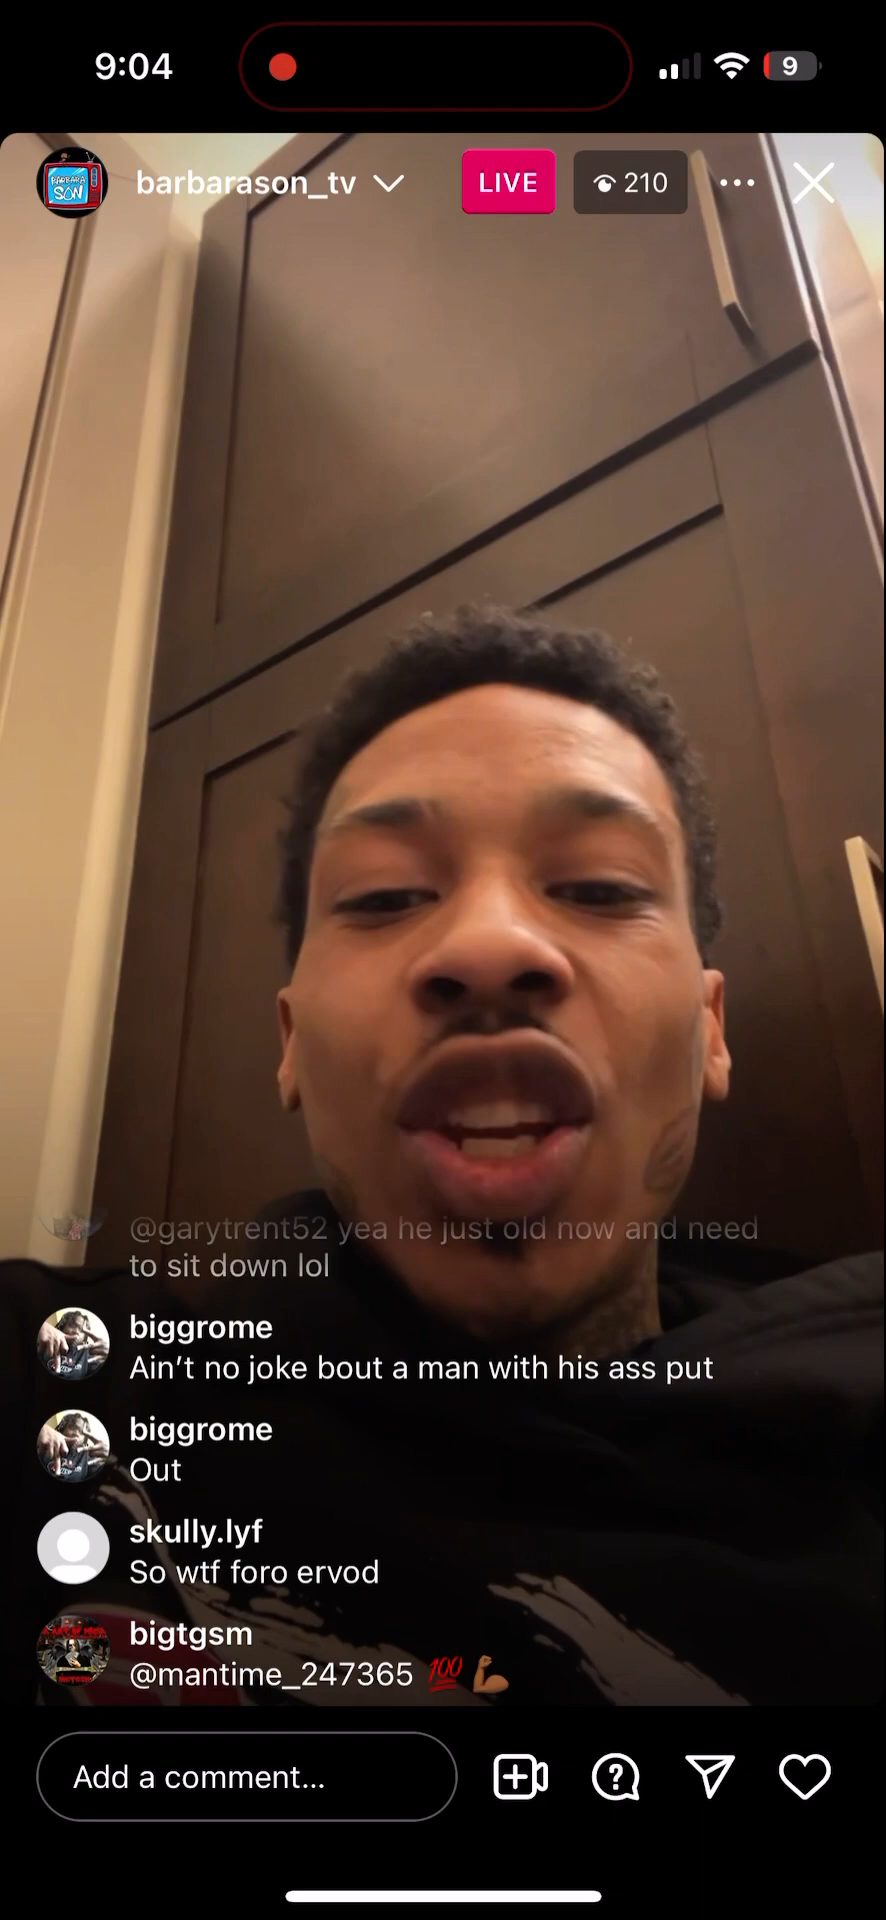 9:04
9
BARBARA
SON
barbarason_tv
LIVE
210
@garytrent52 yea he just old now and need
to sit down lol
biggrome
Ain’t no joke bout a man with his ass put
biggrome
Out
skully.lyf
So wtf foro ervod
bigtgsm
@mantime_247365 💯💪🏽
Add a comment...